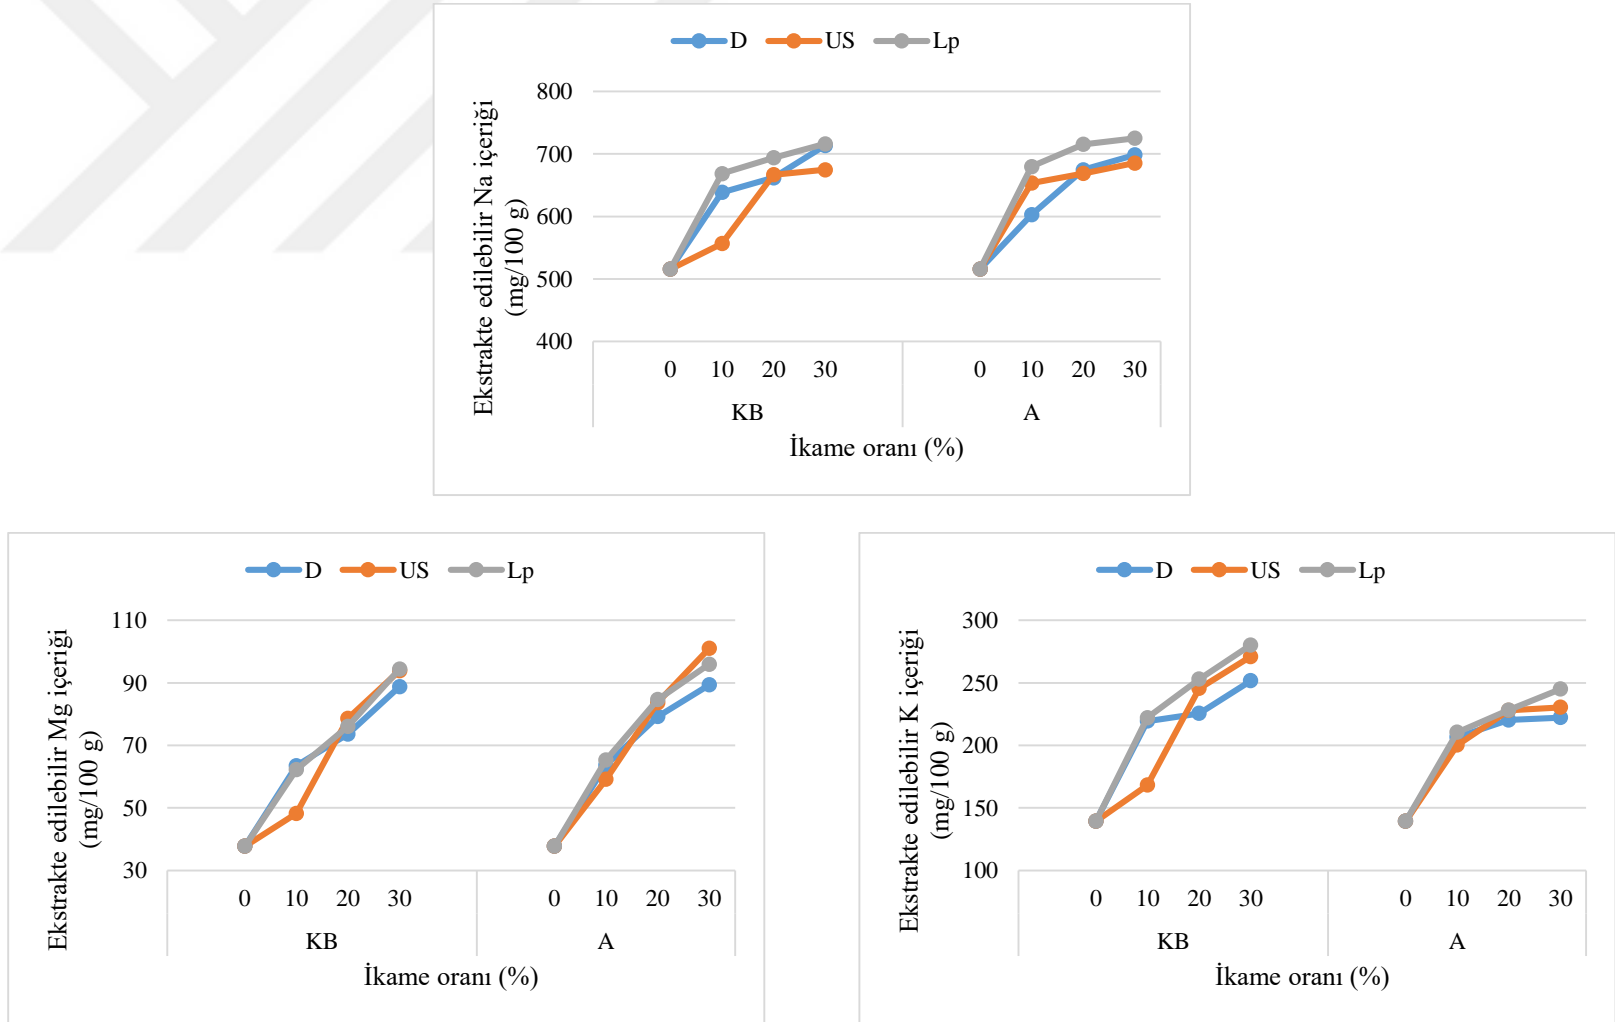 D US Lp
Ekstrakte edilebilir Na içeriği
(mg/100 g)
800
700
600
500
400
0 10 20 30 0 10 20 30
KB A
İkame oranı (%)
D US Lp
Ekstrakte edilebilir Mg içeriği
(mg/100 g)
110
90
70
50
30
0 10 20 30 0 10 20 30
KB A
İkame oranı (%)
D US Lp
Ekstrakte edilebilir K içeriği
(mg/100 g)
300
250
200
150
100
0 10 20 30 0 10 20 30
KB A
İkame oranı (%)